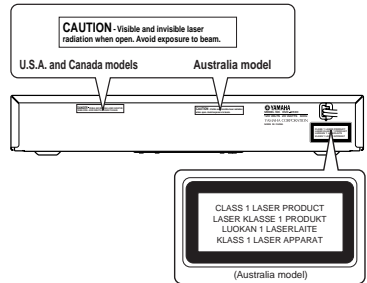 CAUTION - Visible and invisible laser
radiation when open. Avoid exposure to beam.
U.S.A. and Canada models
Australia model
YAMAHA
YAMAHA CORPORATION
CLASS 1 LASER PRODUCT
LASER KLASSE 1 PRODUKT
LUOKAN 1 LASERLAITE
KLASS 1 LASER APPARAT
(Australia model)